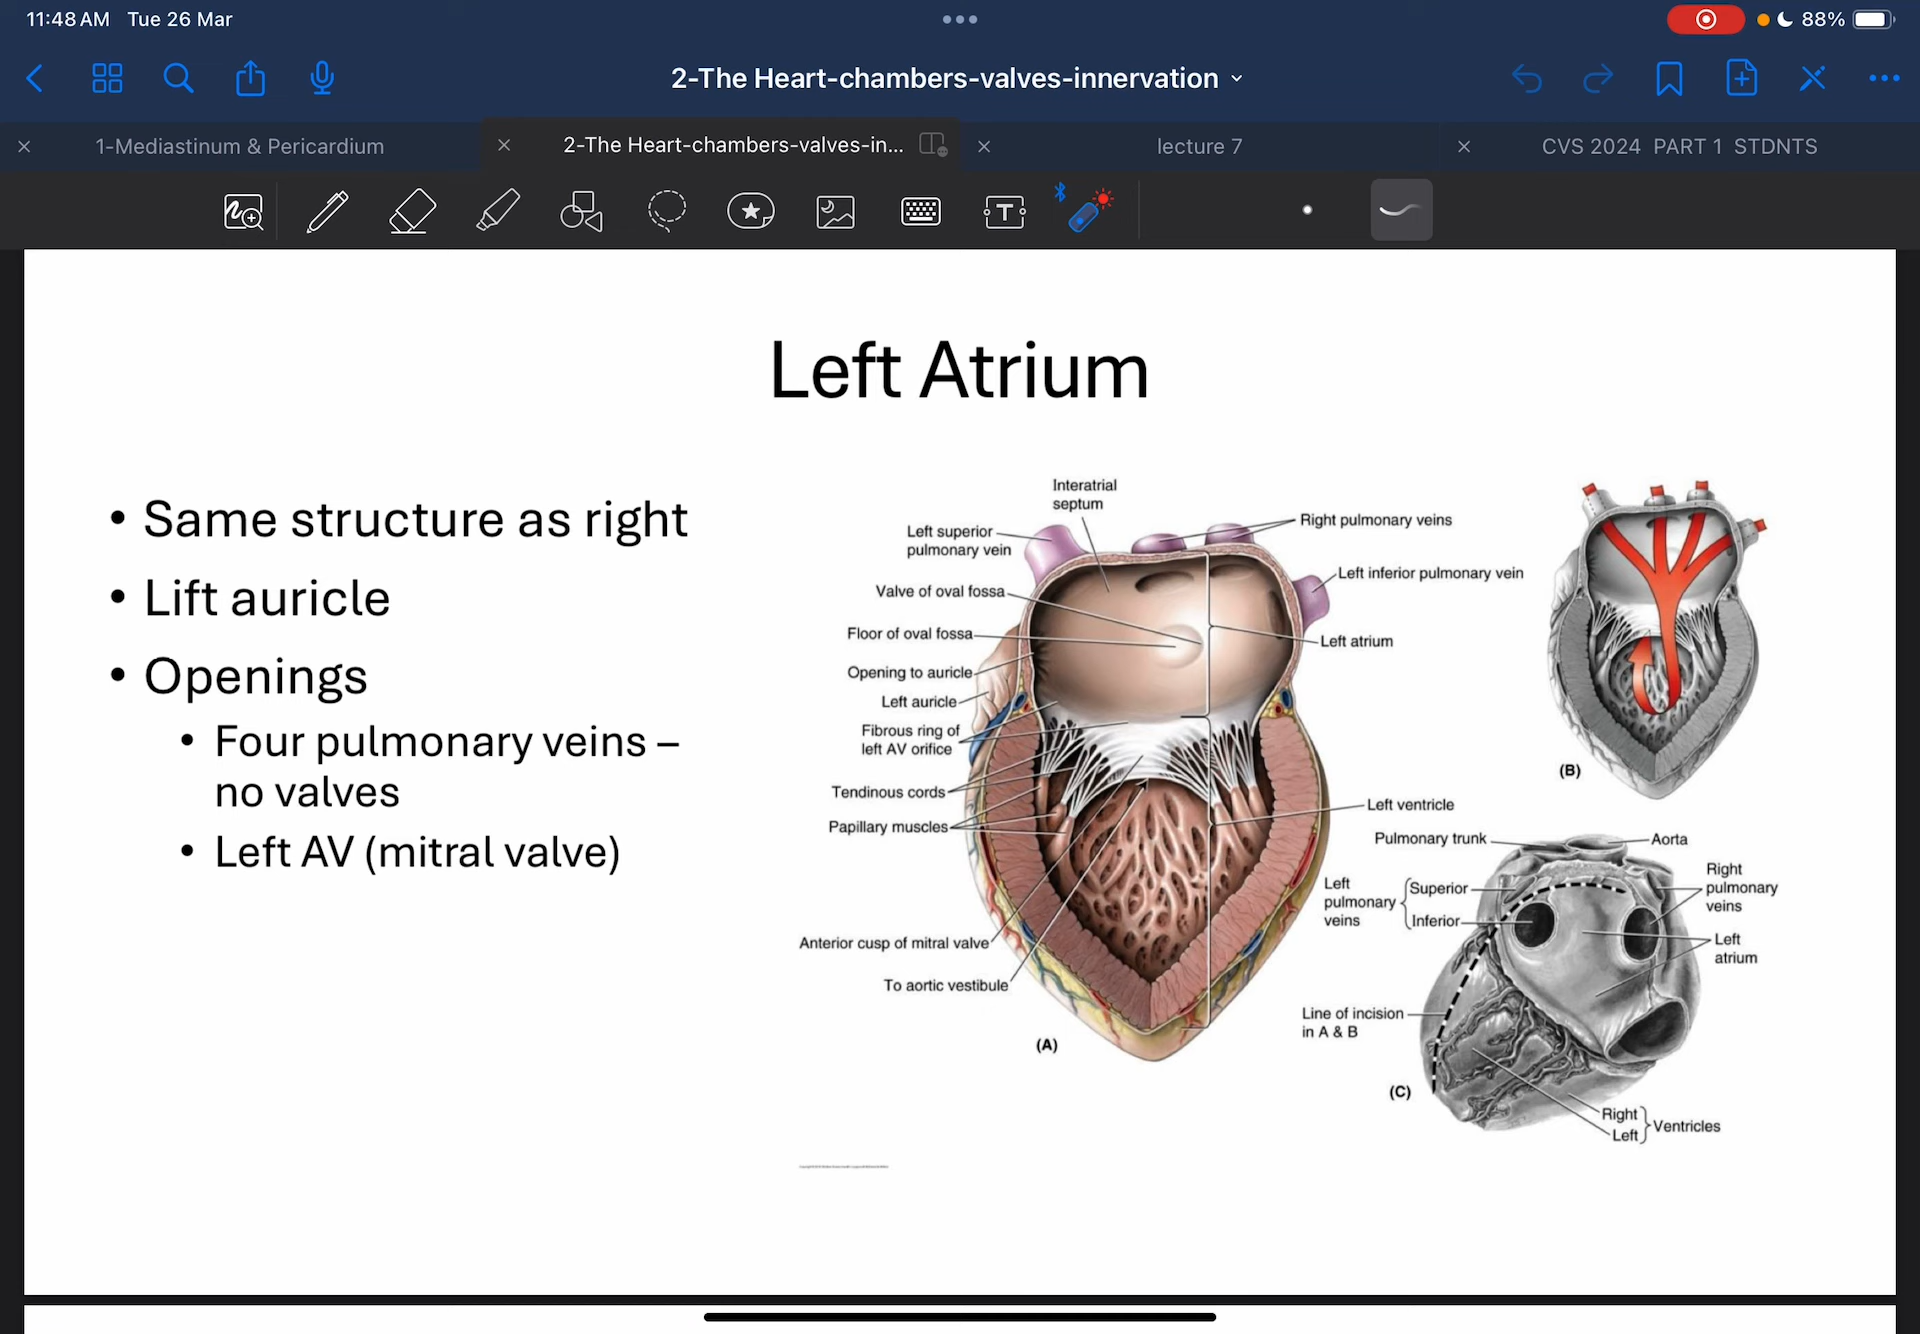 11:48 AM Tue 26 Mar
88%
2-The Heart-chambers-valves-innervation
1-Mediastinum & Pericardium
2-The Heart-chambers-valves-in...
lecture 7
CVS 2024 PART 1 STDNTS
T
Left Atrium
• Same structure as right
• Lift auricle
• Openings
• Four pulmonary veins –
no valves
• Left AV (mitral valve)
Interatrial
septum
Left superior
pulmonary vein
Valve of oval fossa
Floor of oval fossa
Opening to auricle
Left auricle
Fibrous ring of
left AV orifice
Tendinous cords
Papillary muscles
Anterior cusp of mitral valve
To aortic vestibule
(A)
Right pulmonary veins
Left inferior pulmonary vein
Left atrium
Left ventricle
(B)
Pulmonary trunk
Aorta
Left
pulmonary
veins
Superior
Inferior
Right
pulmonary
veins
Left
atrium
Line of incision
in A & B
(C)
Right
Left
Ventricles